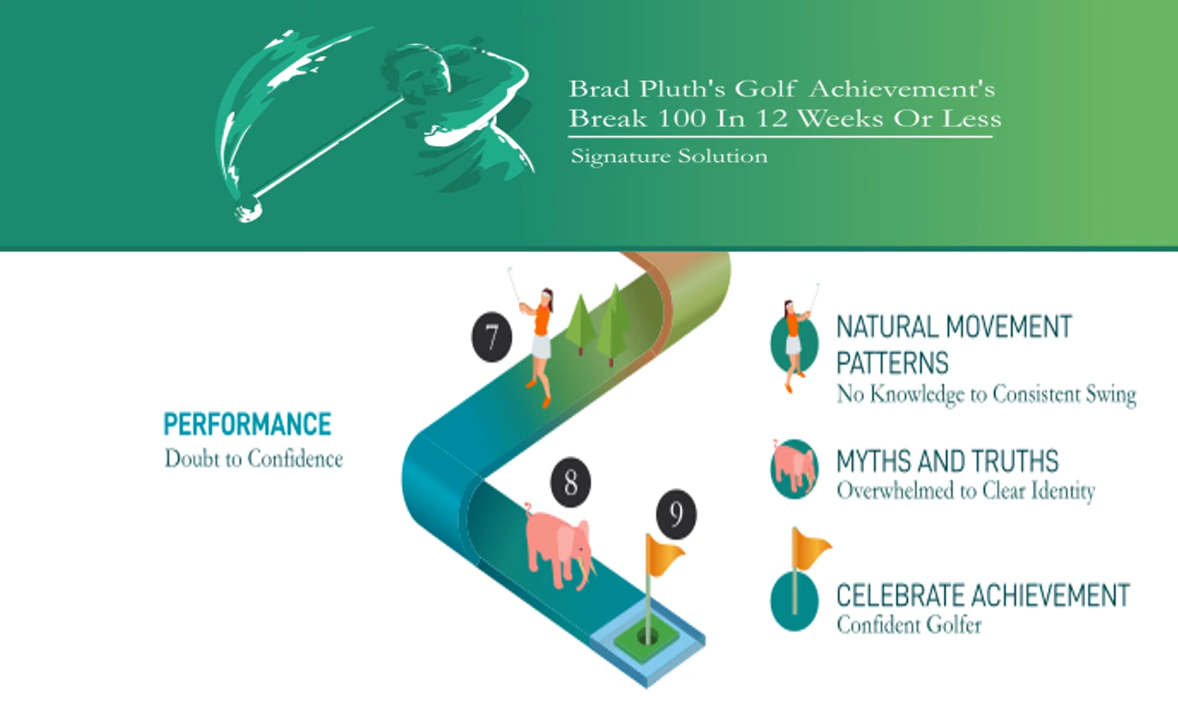 Brad Pluth's Golf Achievement's
Break 100 In 12 Weeks Or Less
Signature Solution
7
NATURAL MOVEMENT
PATTERNS
No Knowledge to Consistent Swing
PERFORMANCE
Doubt to Confidence
8
MYTHS AND TRUTHS
Overwhelmed to Clear Identity
9
CELEBRATE ACHIEVEMENT
Confident Golfer